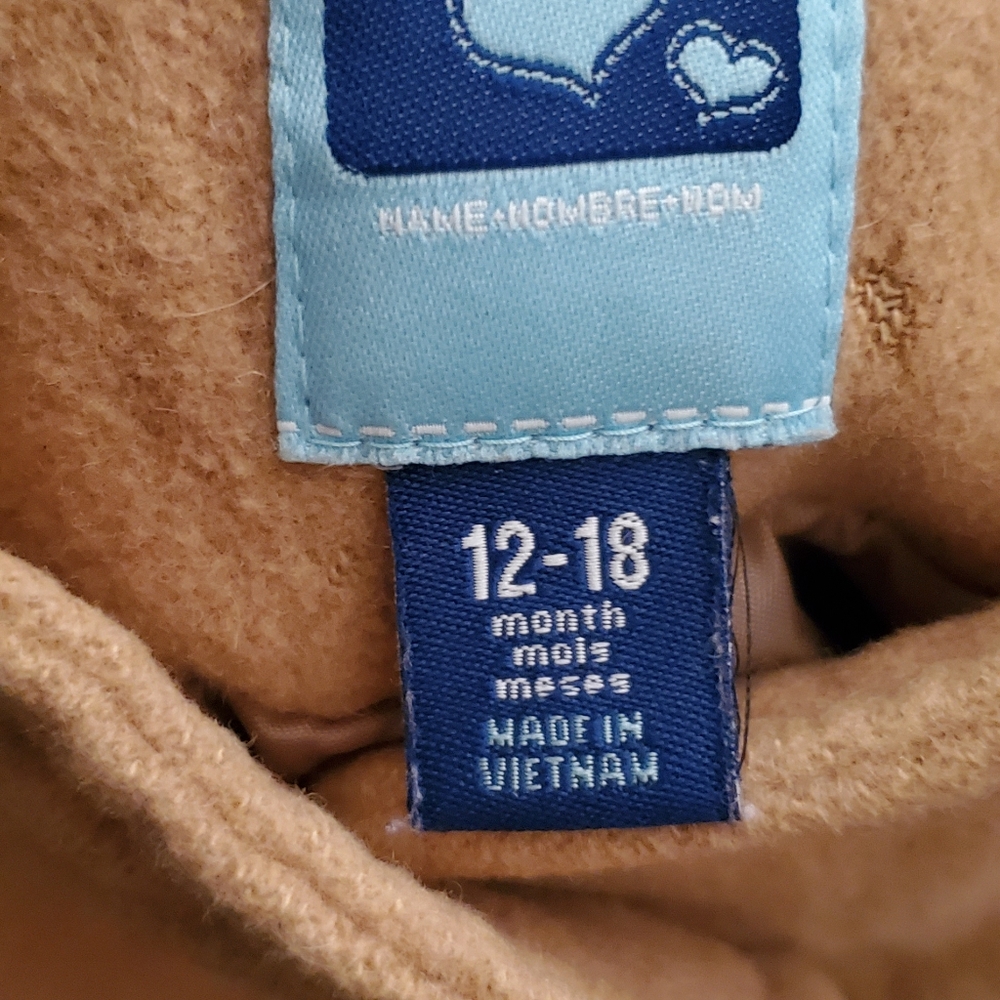 NAME•NOMBRE•NOM
12-18
month
mois
meses
MADE IN
VIETNAM